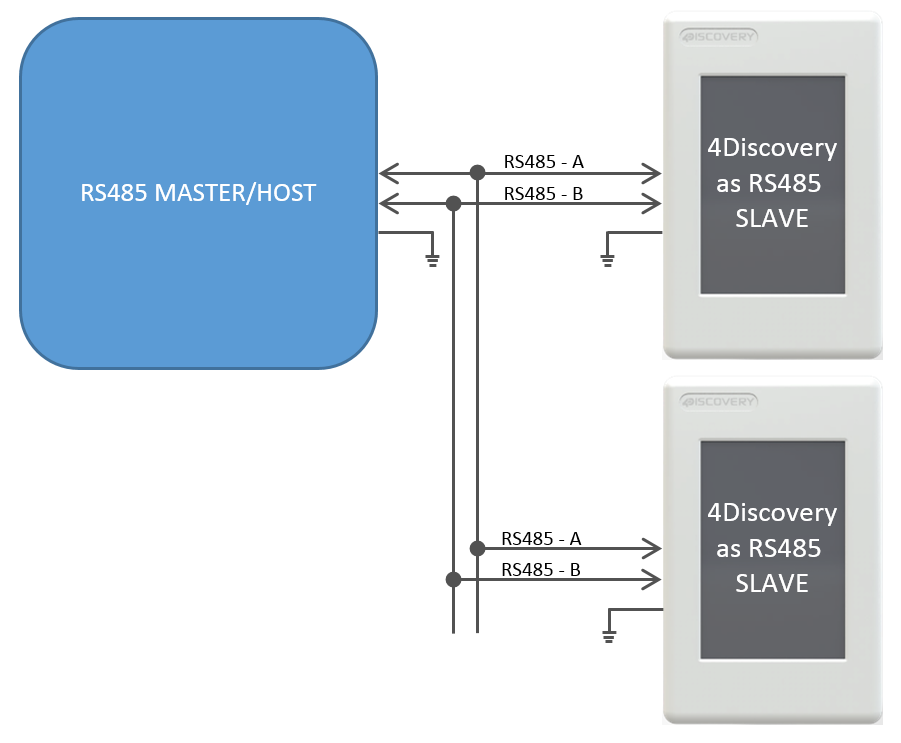 4DISCOVERY
RS485 MASTER/HOST
RS485 - A
RS485 - B
4Discovery
as RS485
SLAVE
4DISCOVERY
RS485 - A
RS485 - B
4Discovery
as RS485
SLAVE